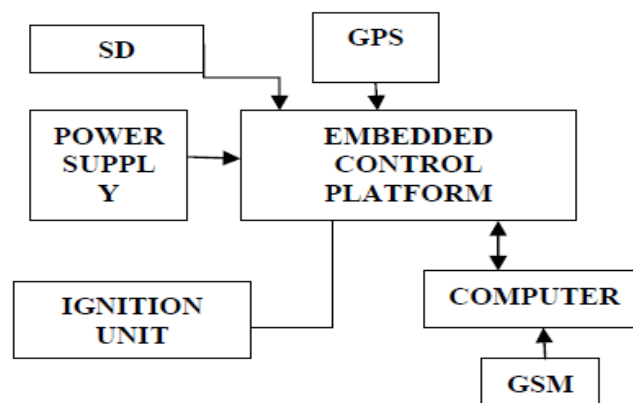 SD
GPS
POWER
SUPPL
Y
EMBEDDED
CONTROL
PLATFORM
IGNITION
UNIT
COMPUTER
GSM